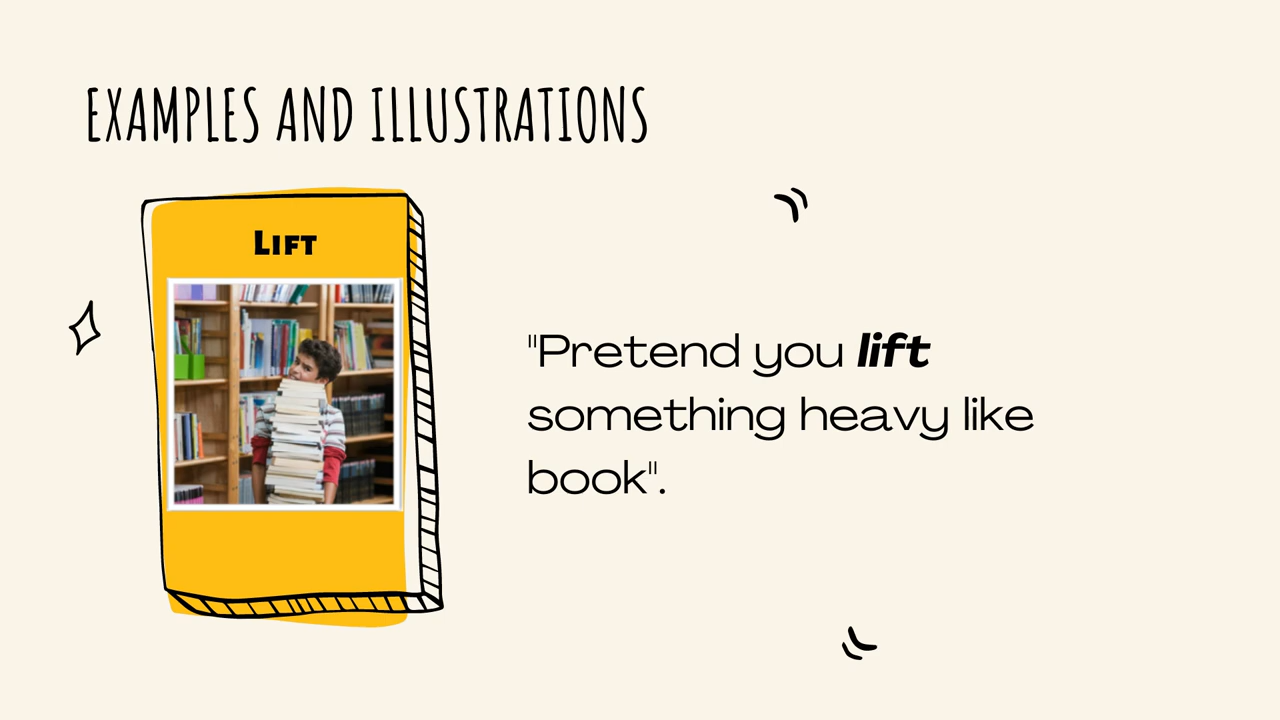 EXAMPLES AND ILLUSTRATIONS
Lift
"Pretend you lift
something heavy like
book".